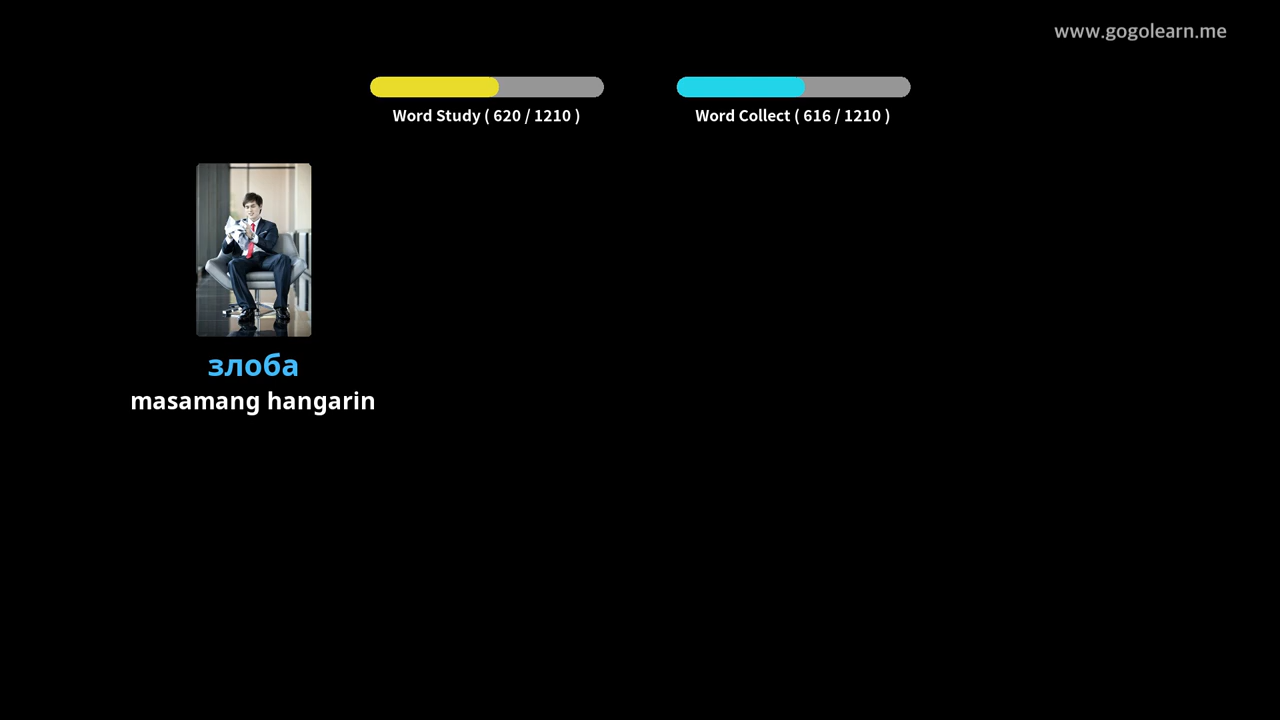 www.gogolearn.me
Word Study ( 620 / 1210 )
Word Collect ( 616 / 1210 )
злоба
masamang hangarin